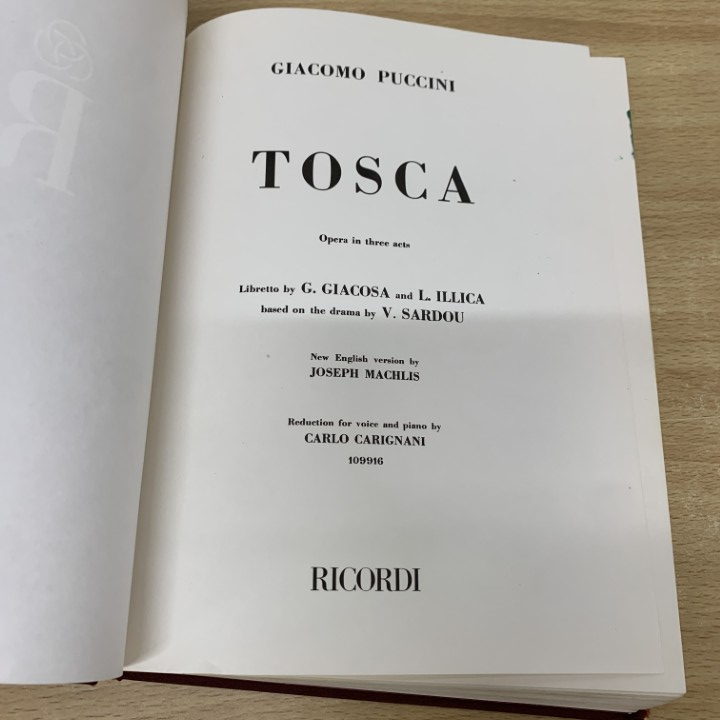 GIACOMO PUCCINI
TOSCA
Opera in three acts
Libretto by G. GIACOSA and L. ILLICA
based on the drama by V. SARDOU
New English version by
JOSEPH MACHLIS
Reduction for voice and piano by
CARLO CARIGNANI
109916
RICORDI